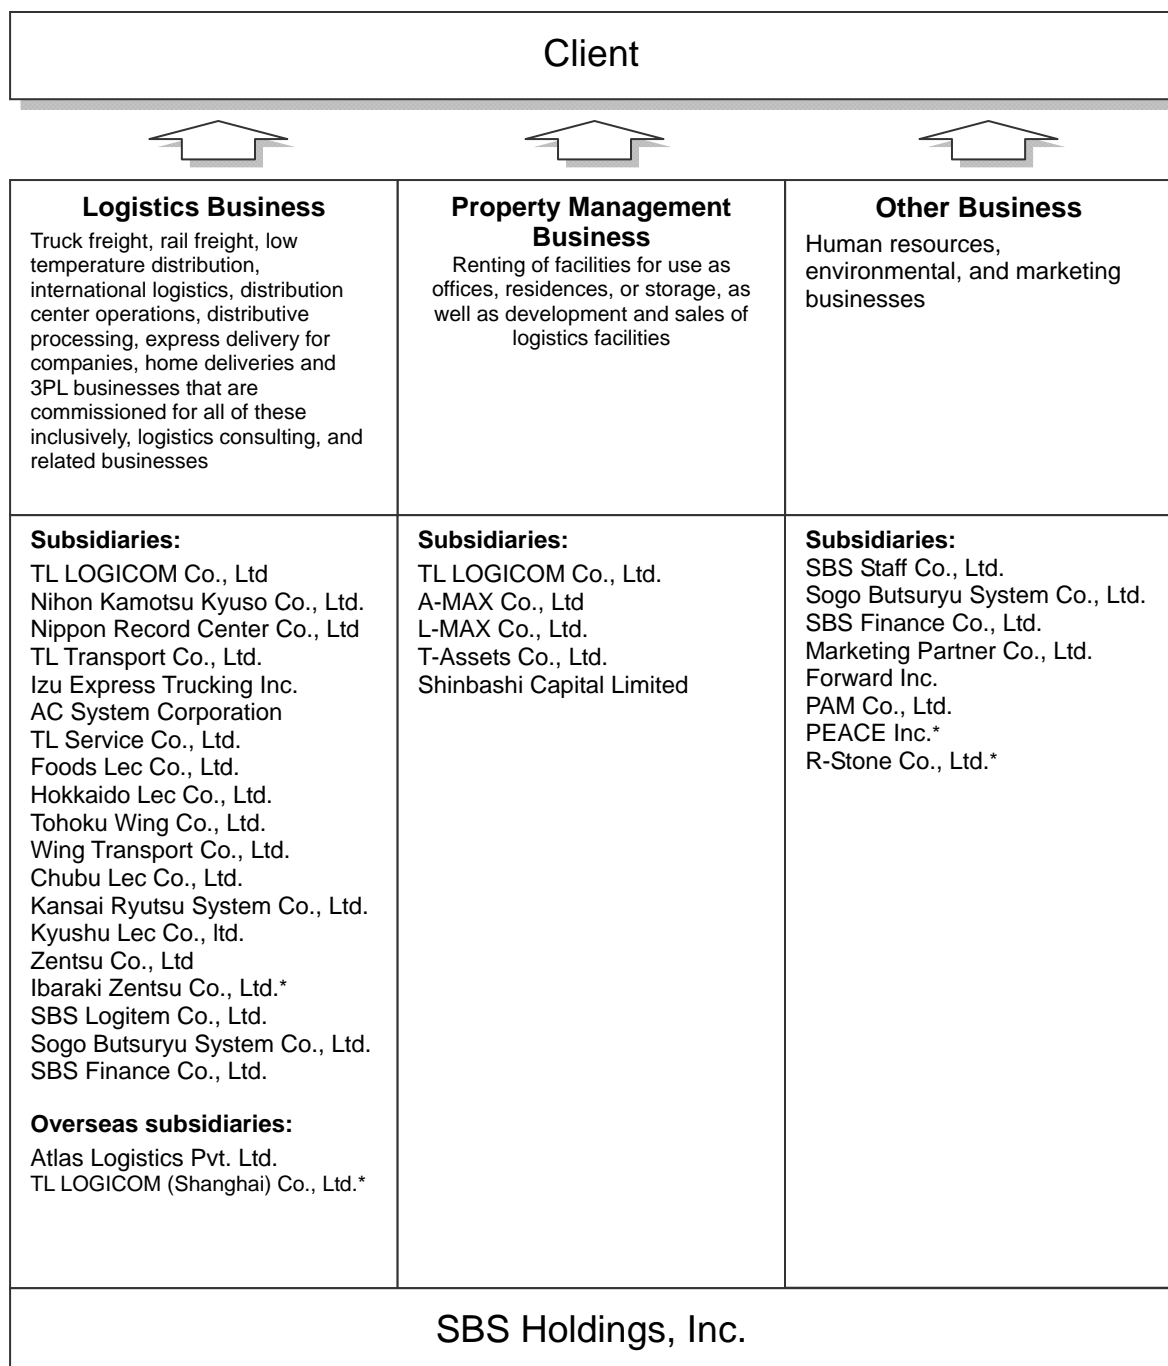 Client
Logistics Business
Truck freight, rail freight, low
temperature distribution,
international logistics, distribution
center operations, distributive
processing, express delivery for
companies, home deliveries and
3PL businesses that are
commissioned for all of these
inclusively, logistics consulting, and
related businesses
Property Management
Business
Renting of facilities for use as
offices, residences, or storage, as
well as development and sales of
logistics facilities
Other Business
Human resources,
environmental, and marketing
businesses
Subsidiaries:
TL LOGICOM Co., Ltd
Nihon Kamotsu Kyuso Co., Ltd.
Nippon Record Center Co., Ltd
TL Transport Co., Ltd.
Izu Express Trucking Inc.
AC System Corporation
TL Service Co., Ltd.
Foods Lec Co., Ltd.
Hokkaido Lec Co., Ltd.
Tohoku Wing Co., Ltd.
Wing Transport Co., Ltd.
Chubu Lec Co., Ltd.
Kansai Ryutsu System Co., Ltd.
Kyushu Lec Co., ltd.
Zentsu Co., Ltd
Ibaraki Zentsu Co., Ltd.*
SBS Logitem Co., Ltd.
Sogo Butsuryu System Co., Ltd.
SBS Finance Co., Ltd.
Overseas subsidiaries:
Atlas Logistics Pvt. Ltd.
TL LOGICOM (Shanghai) Co., Ltd.*
Subsidiaries:
TL LOGICOM Co., Ltd.
A-MAX Co., Ltd
L-MAX Co., Ltd.
T-Assets Co., Ltd.
Shinbashi Capital Limited
Subsidiaries:
SBS Staff Co., Ltd.
Sogo Butsuryu System Co., Ltd.
SBS Finance Co., Ltd.
Marketing Partner Co., Ltd.
Forward Inc.
PAM Co., Ltd.
PEACE Inc.*
R-Stone Co., Ltd.*
SBS Holdings, Inc.